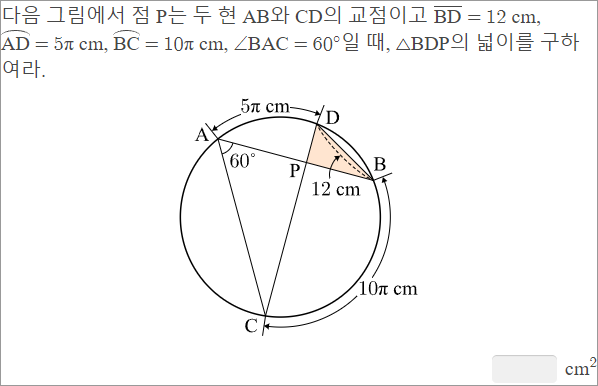 다음 그림에서 점 P는 두 현 AB와 CD의 교점이고 BD = 12 cm,
AD = 5π cm, BC = 10π cm, ∠BAC = 60°일 때, △BDP의 넓이를 구하
여라.
5π cm
D
A
60°
B
P
12 cm
10π cm
C
cm²